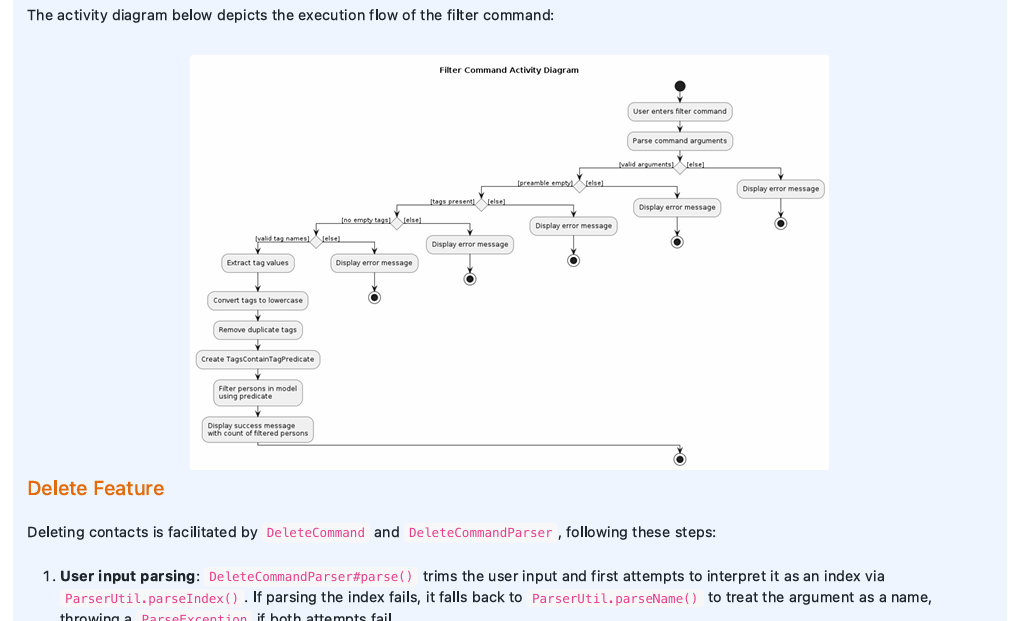 The activity diagram below depicts the execution flow of the filter command:
Filter Command Activity Diagram
User enters filter command
Parse command arguments
[valid arguments] [else]
[preamble empty] [else]
Display error message
[tags present] [else]
Display error message
[no empty tags] [else]
Display error message
[valid tag names] [else]
Display error message
Extract tag values
Display error message
Convert tags to lowercase
Remove duplicate tags
Create TagsContainTagPredicate
Filter persons in model
using predicate
Display success message
with count of filtered persons
Delete Feature
Deleting contacts is facilitated by DeleteCommand and DeleteCommandParser , following these steps:
1. User input parsing: DeleteCommandParser#parse() trims the user input and first attempts to interpret it as an index via
ParserUtil.parseIndex() . If parsing the index fails, it falls back to ParserUtil.parseName() to treat the argument as a name,
throwing a ParseException if both attempts fail.